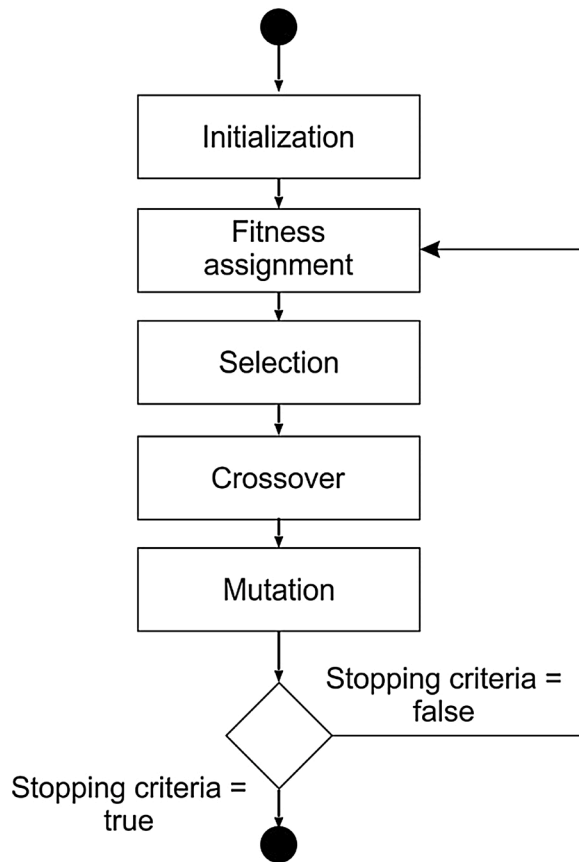 Initialization
Fitness
assignment
Selection
Crossover
Mutation
Stopping criteria =
false
Stopping criteria =
true